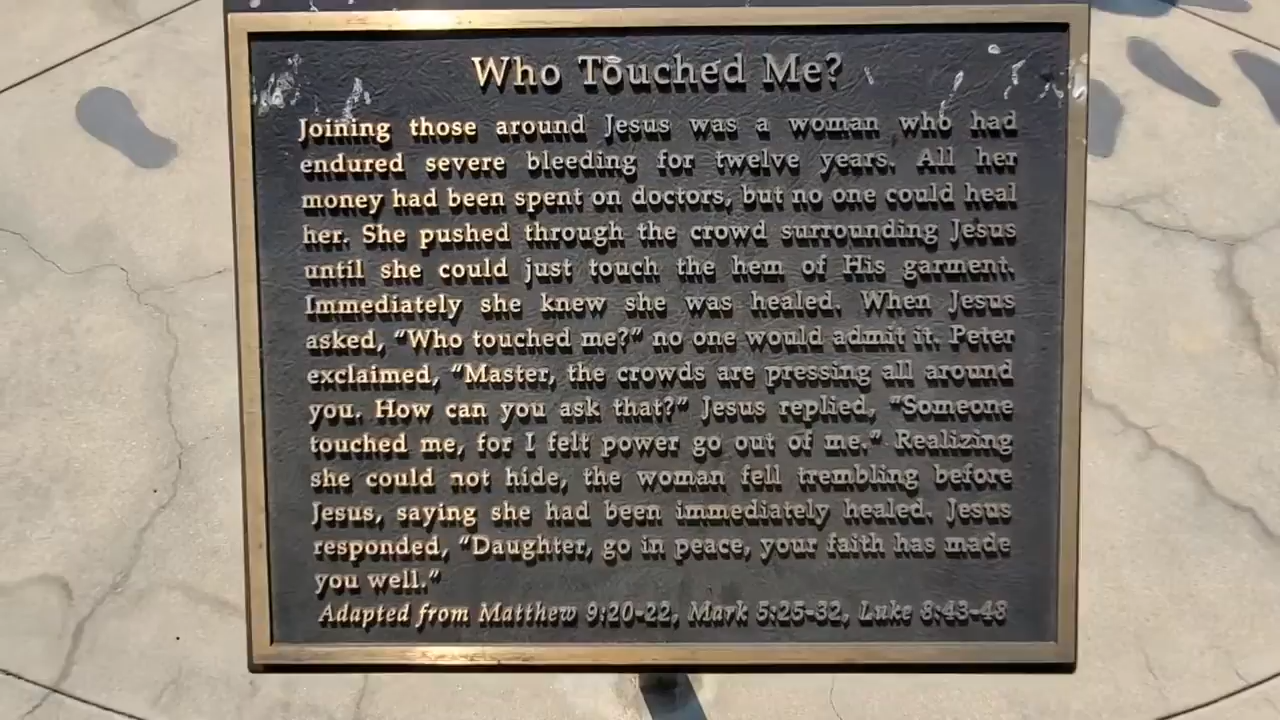 Who Touched Me?
Joining those around Jesus was a woman who had
endured severe bleeding for twelve years. All her
money had been spent on doctors, but no one could heal
her. She pushed through the crowd surrounding Jesus
until she could just touch the hem of His garment.
Immediately she knew she was healed. When Jesus
asked, "Who touched me?" no one would admit it. Peter
exclaimed, "Master, the crowds are pressing all around
you. How can you ask that?" Jesus replied, "Someone
touched me, for I felt power go out of me." Realizing
she could not hide, the woman fell trembling before
Jesus, saying she had been immediately healed. Jesus
responded, "Daughter, go in peace, your faith has made
you well."
Adapted from Matthew 9:20-22, Mark 5:25-32, Luke 8:43-48